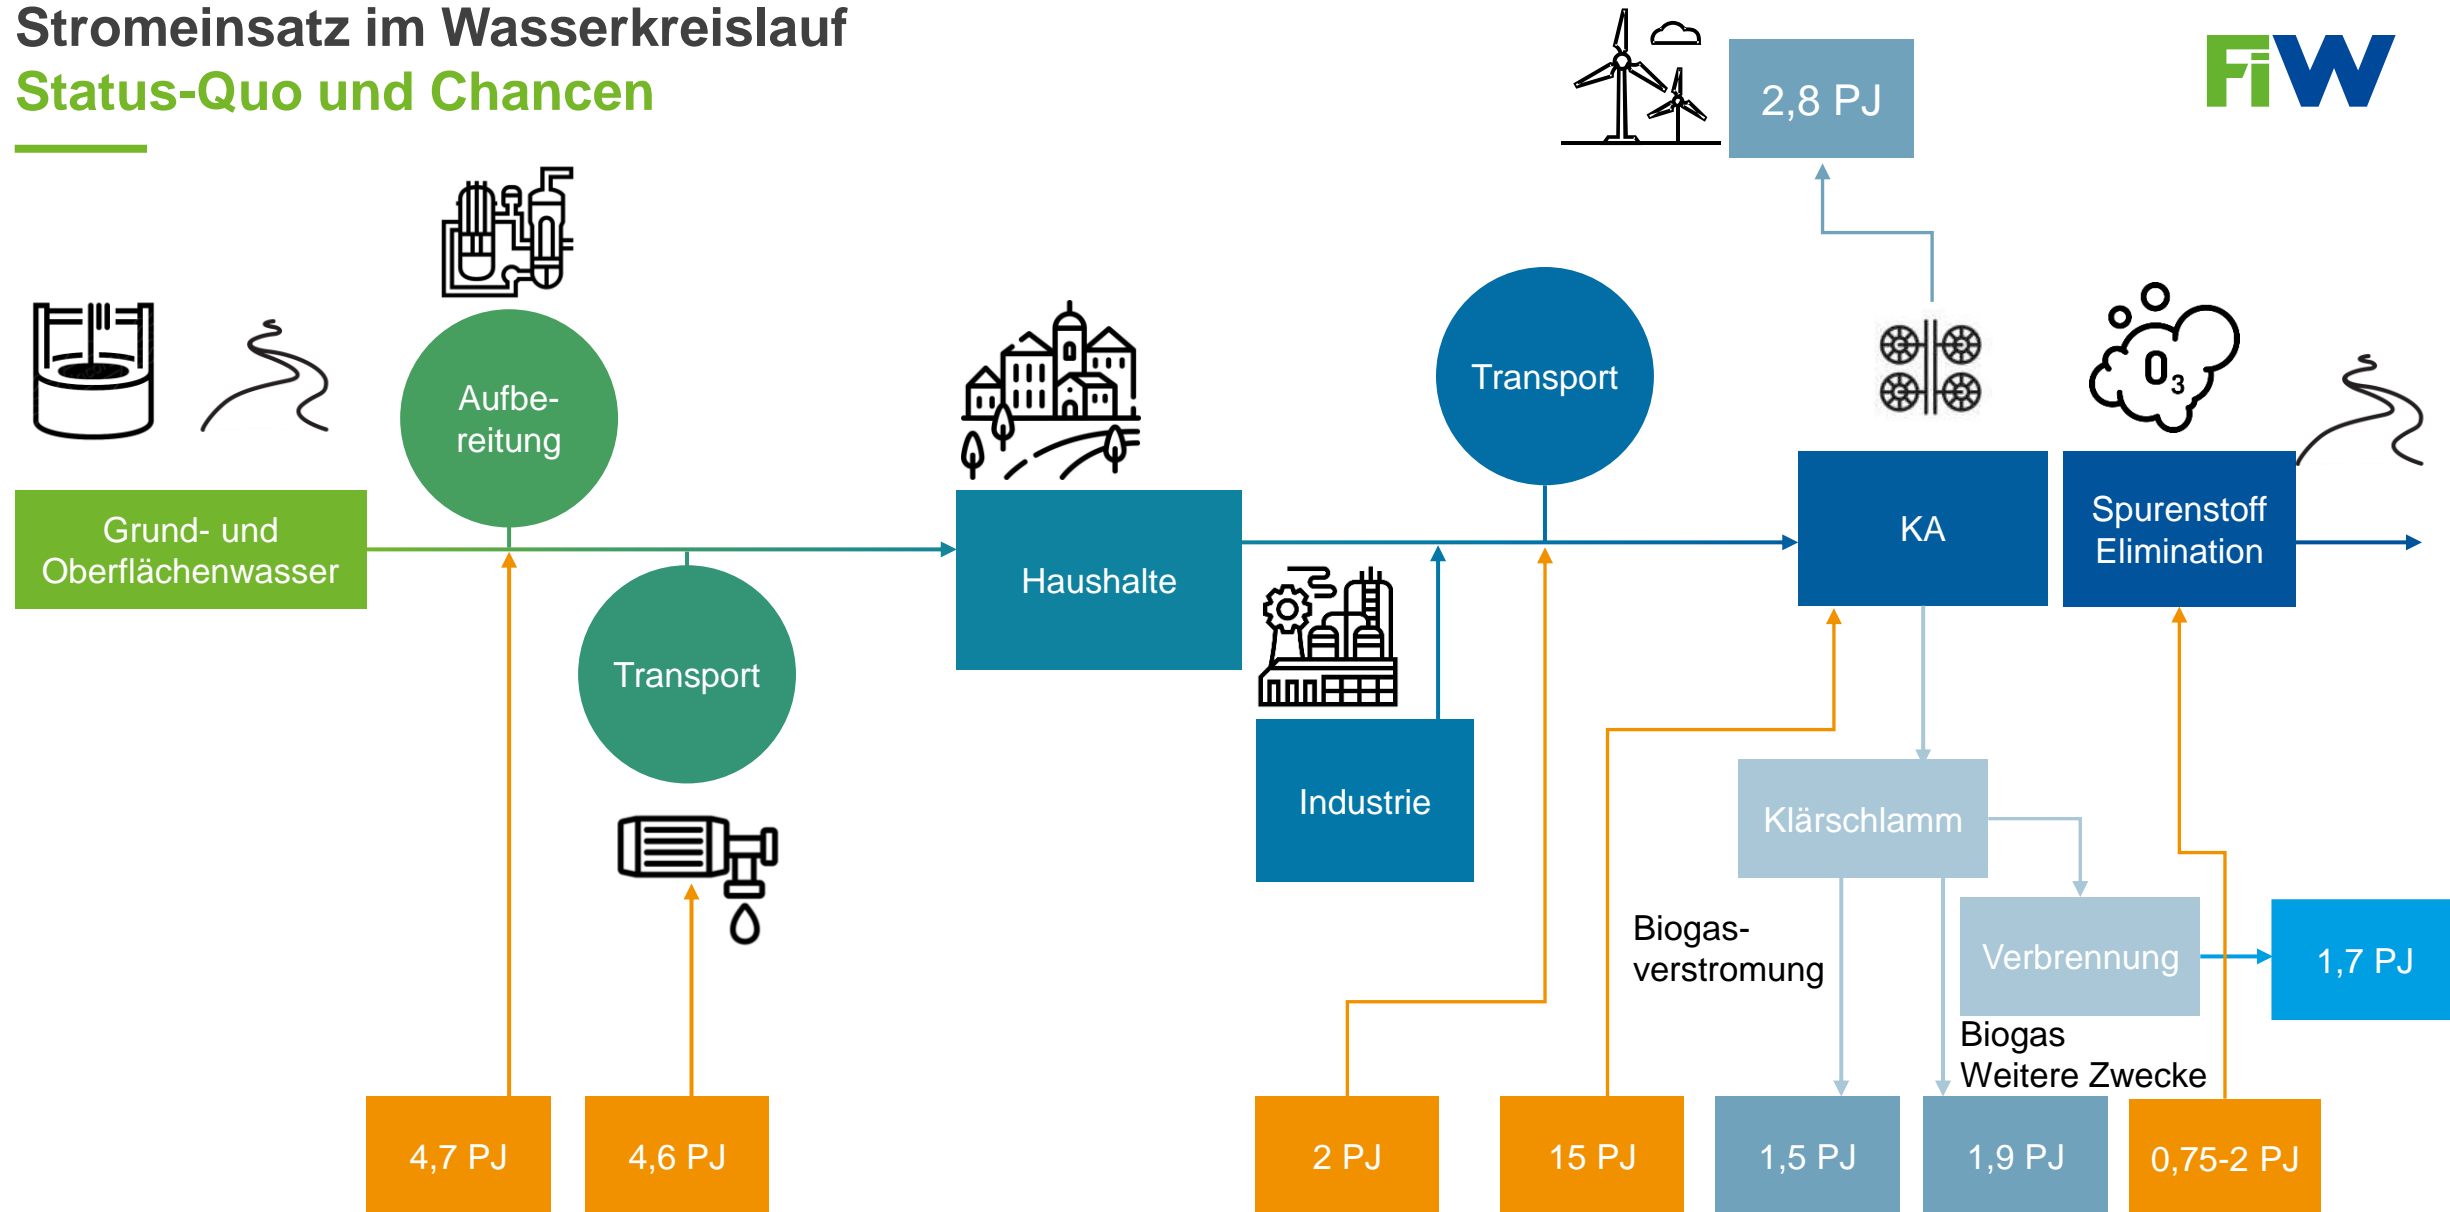 Stromeinsatz im Wasserkreislauf
Status-Quo und Chancen
2,8 PJ
FiW
Aufbe-
reitung
Transport
O3
Grund- und
Oberflächenwasser
Transport
Haushalte
KA
Spurenstoff
Elimination
Industrie
Klärschlamm
Biogas-
verstromung
Verbrennung
1,7 PJ
Biogas
Weitere Zwecke
4,7 PJ
4,6 PJ
2 PJ
15 PJ
1,5 PJ
1,9 PJ
0,75-2 PJ